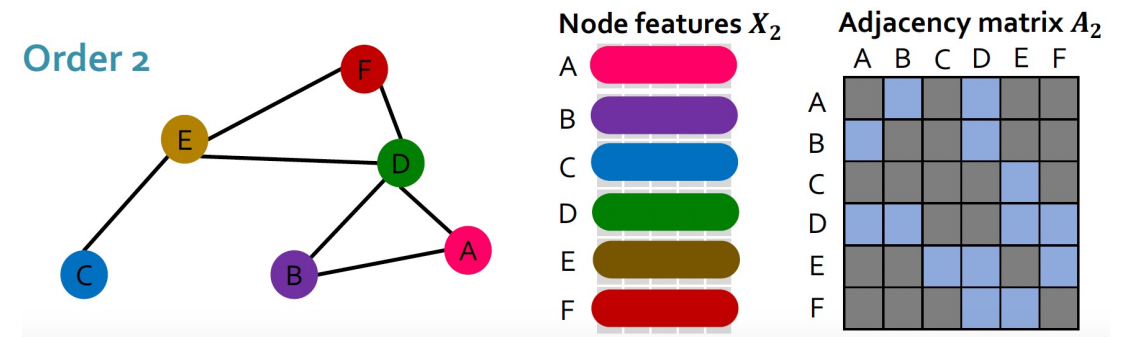 Order 2
F
E
D
A
B
C
Node features X₂
A
B
C
D
E
F
Adjacency matrix A₂
A B C D E F
A
B
C
D
E
F